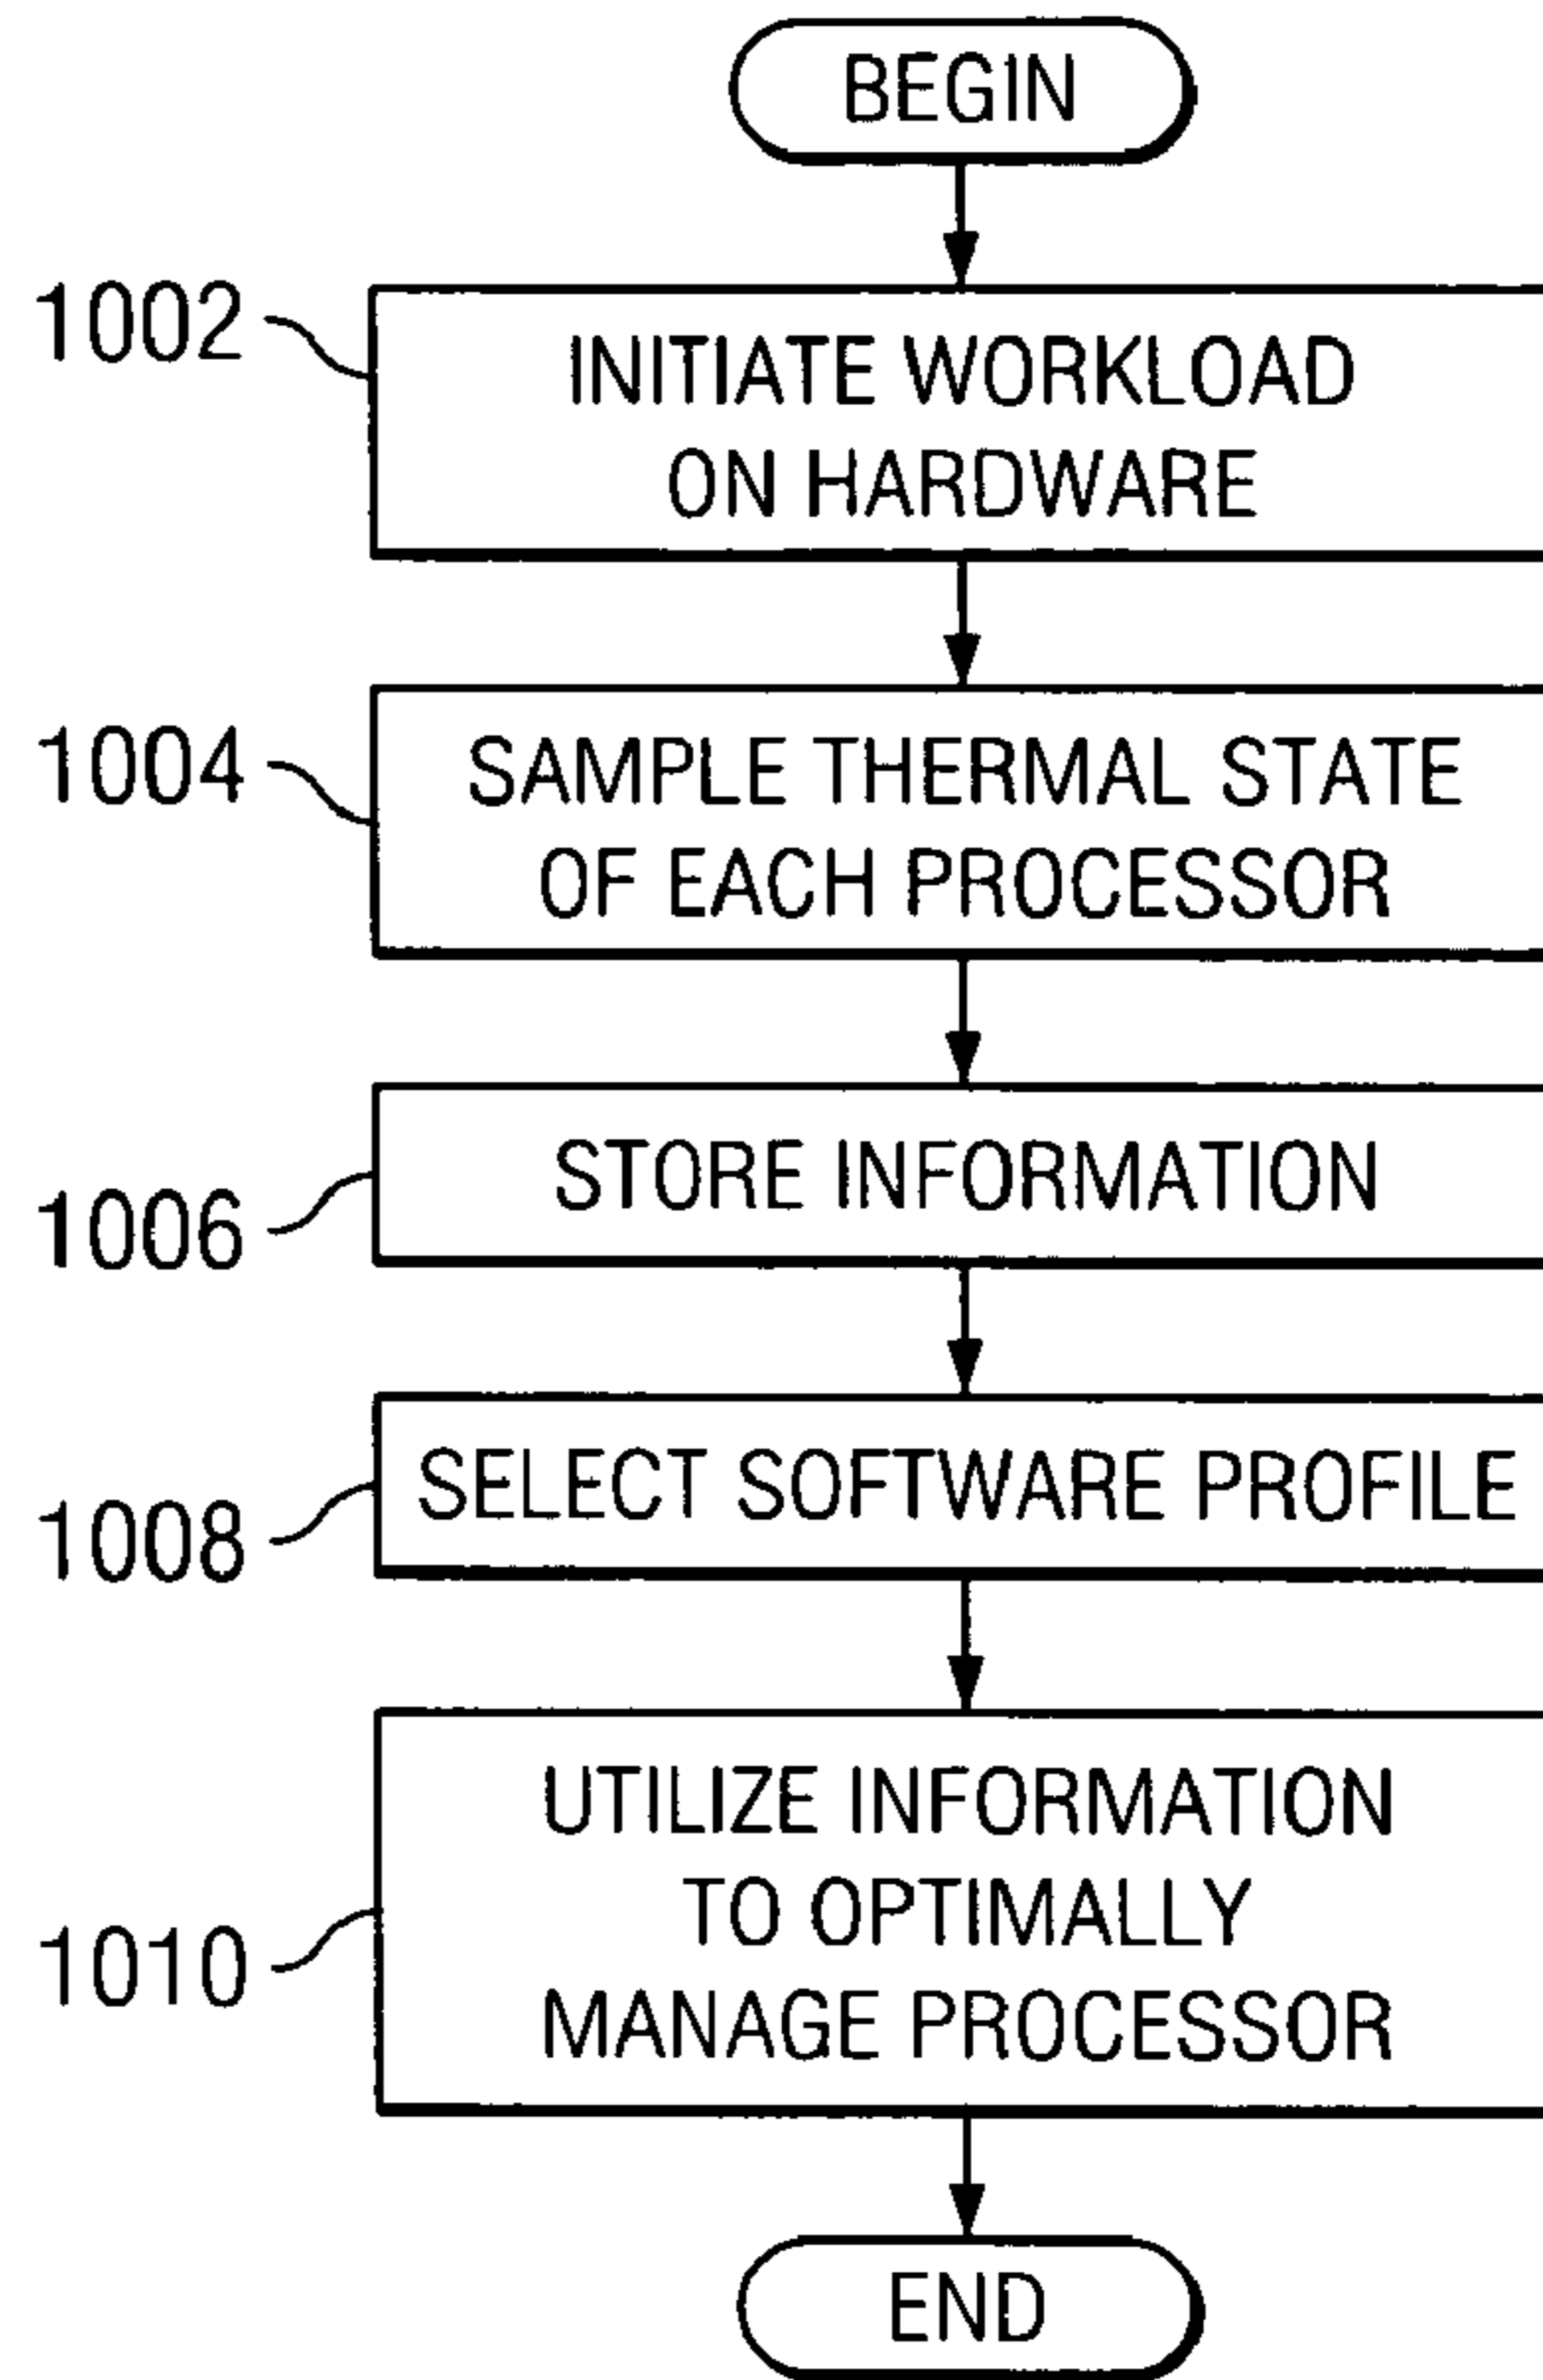 BEGIN
1002
INITIATE WORKLOAD
ON HARDWARE
1004
SAMPLE THERMAL STATE
OF EACH PROCESSOR
1006
STORE INFORMATION
1008
SELECT SOFTWARE PROFILE
1010
UTILIZE INFORMATION
TO OPTIMALLY
MANAGE PROCESSOR
END